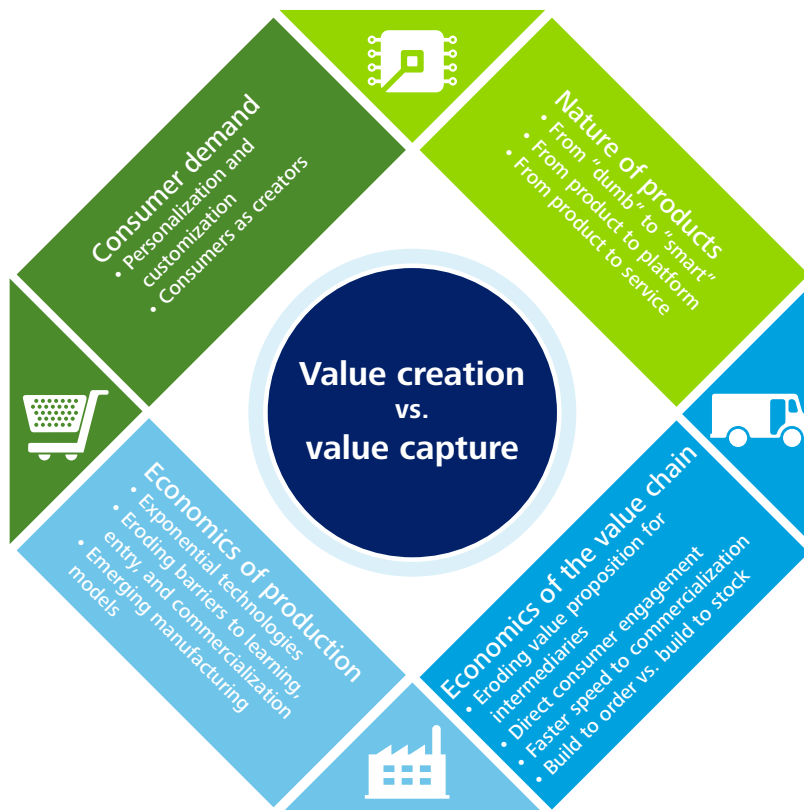 Consumer demand
• Personalization and
customization
• Consumers as creators
Nature of products
• From “dumb” to “smart”
• From product to platform
• From product to service
Value creation
vs.
value capture
Economics of production
• Exponential technologies
• Eroding barriers to learning,
entry, and commercialization
• Emerging manufacturing
models
Economics of the value chain
• Eroding value proposition for
intermediaries
• Direct consumer engagement
• Faster speed to commercialization
• Build to order vs. build to stock